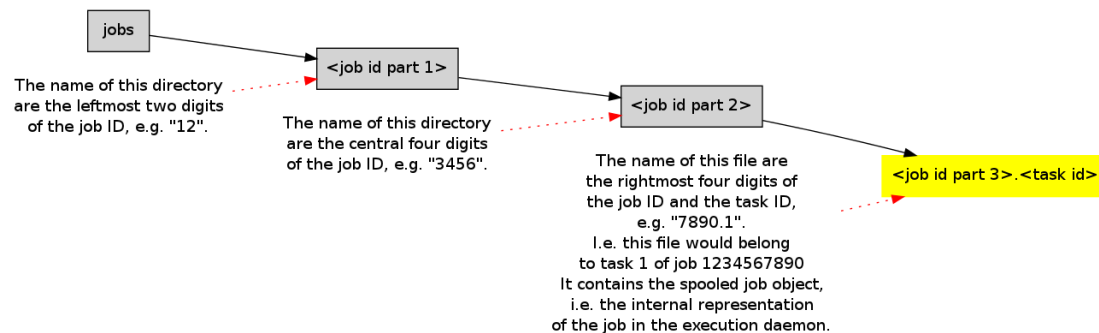 jobs
<job id part 1>
The name of this directory
are the leftmost two digits
of the job ID, e.g. "12".
<job id part 2>
The name of this directory
are the central four digits
of the job ID, e.g. "3456".
<job id part 3>.<task id>
The name of this file are
the rightmost four digits of
the job ID and the task ID,
e.g. "7890.1".
I.e. this file would belong
to task 1 of job 1234567890
It contains the spooled job object,
i.e. the internal representation
of the job in the execution daemon.